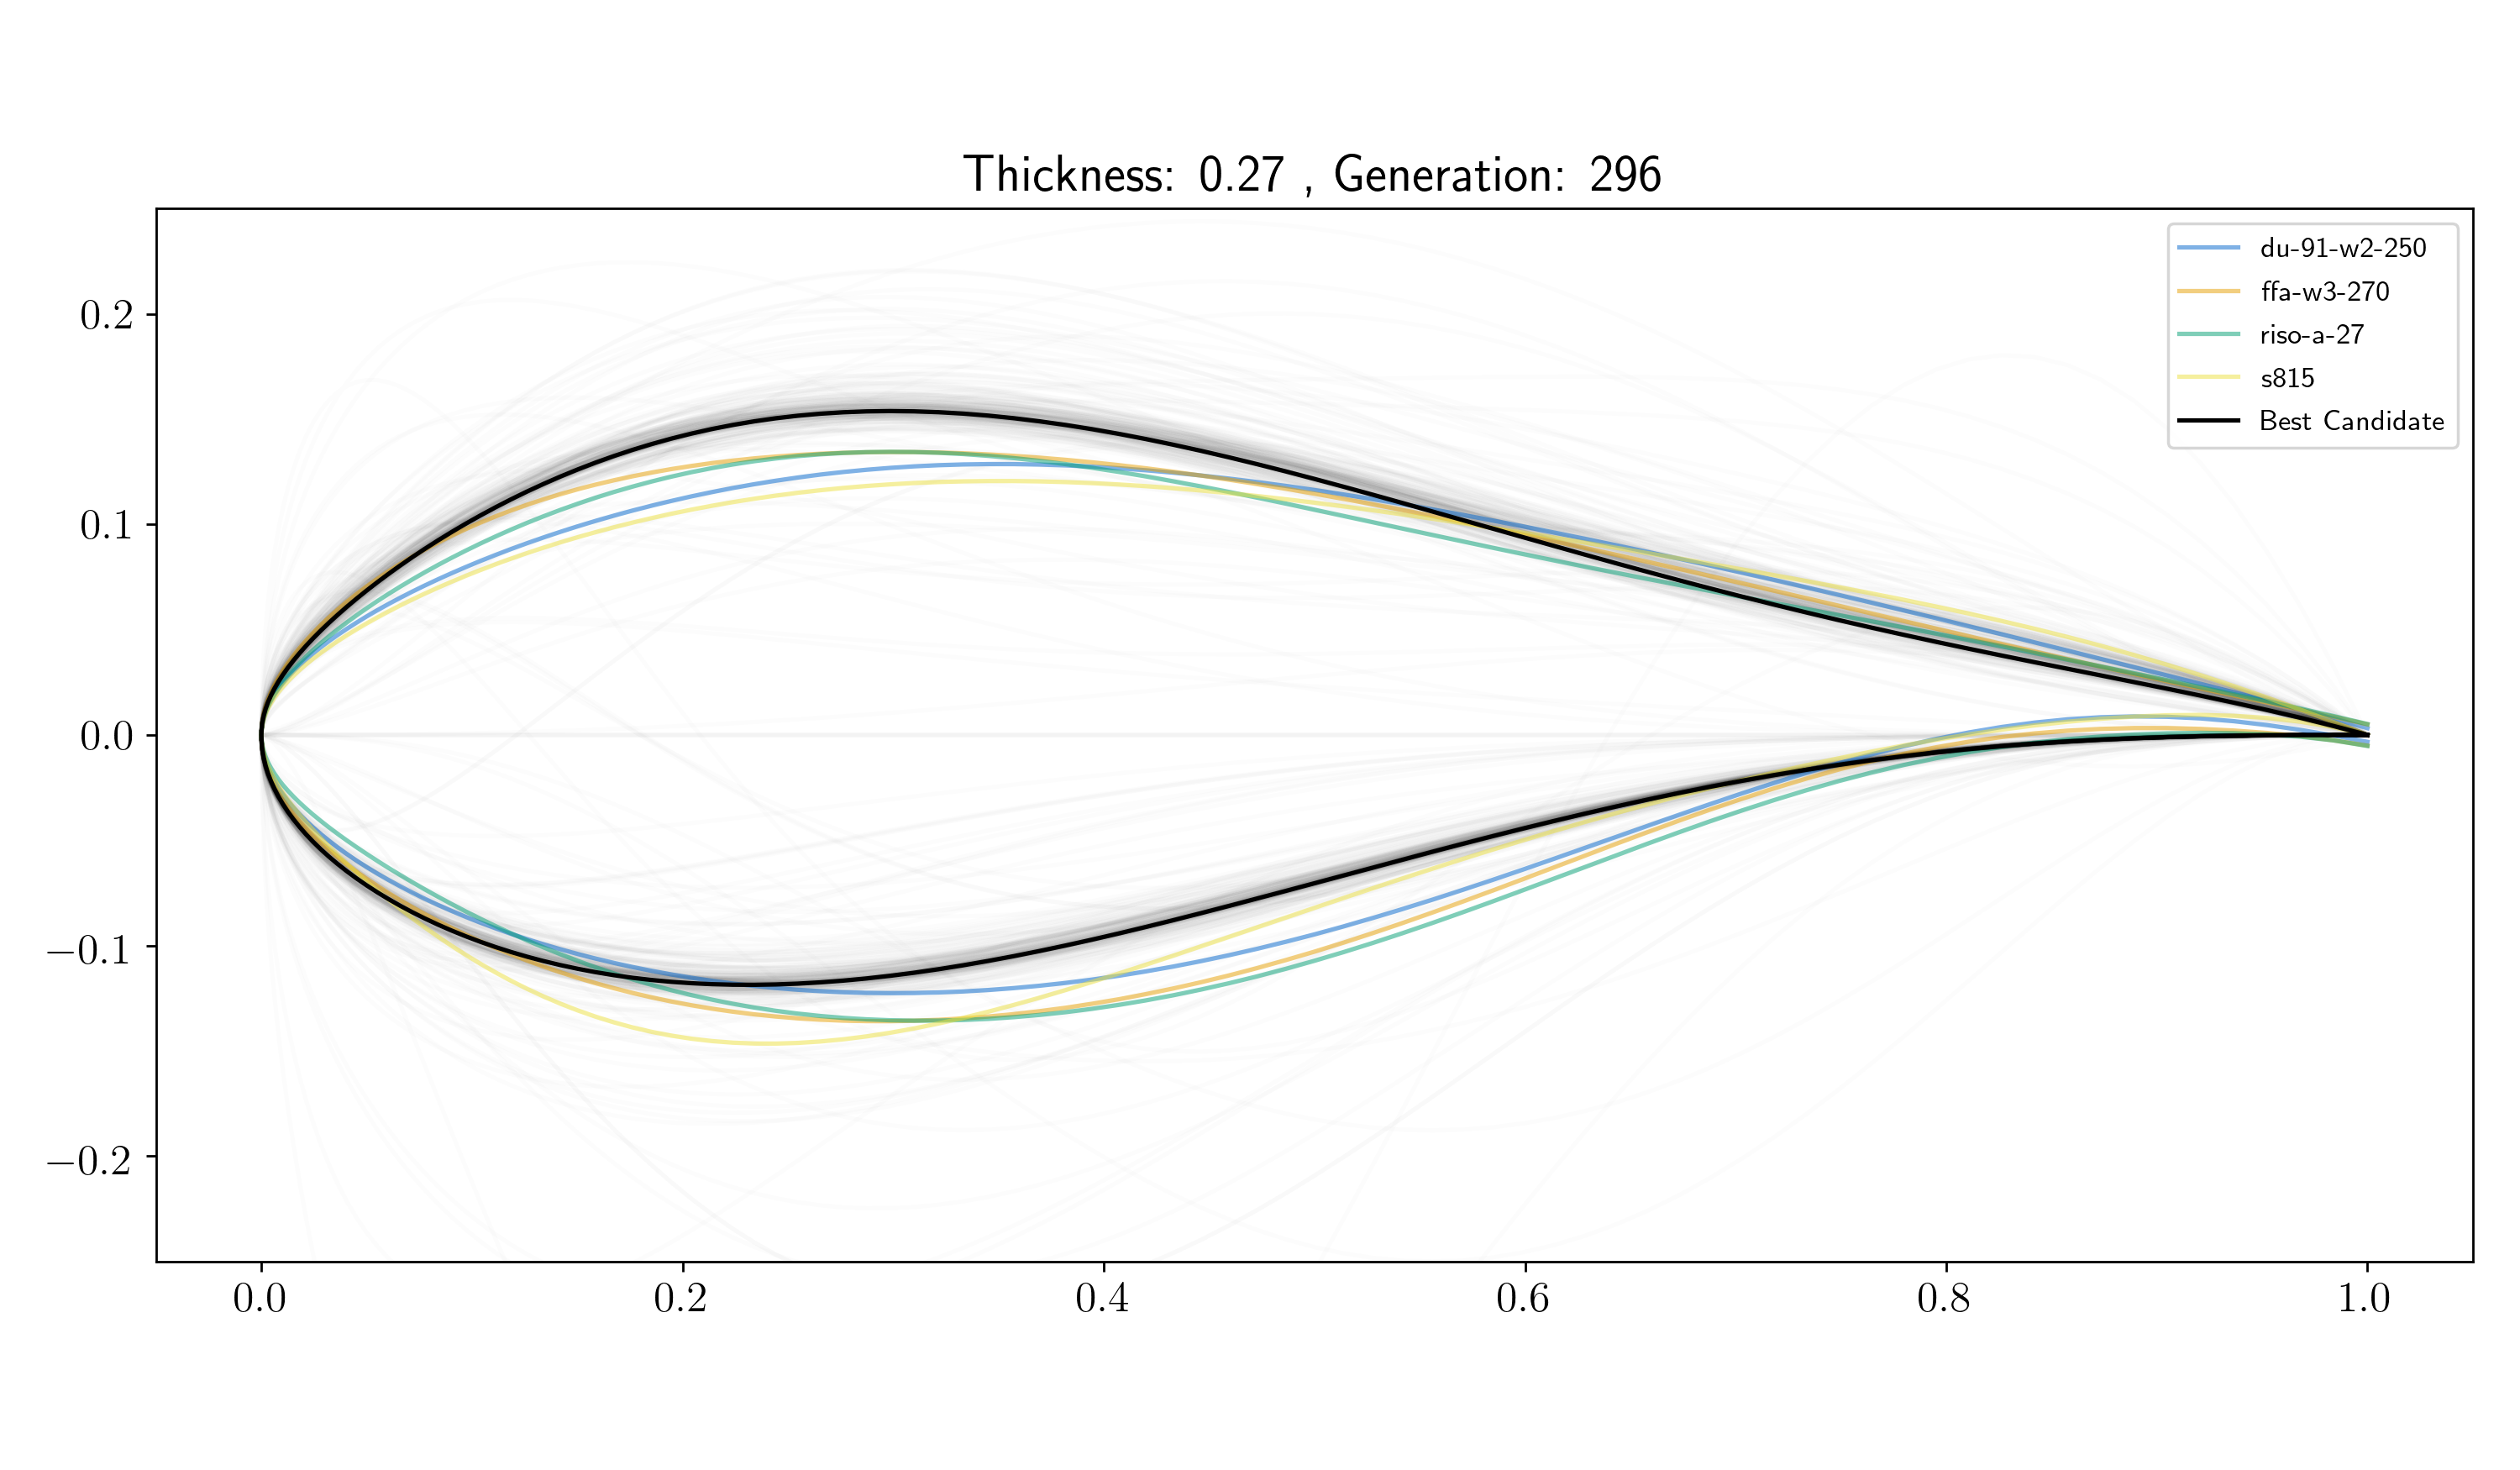 Thickness: 0.27 , Generation: 296
du-91-w2-250
ffa-w3-270
riso-a-27
s815
Best Candidate
0.2
0.1
0.0
−0.1
−0.2
0.0 0.2 0.4 0.6 0.8 1.0